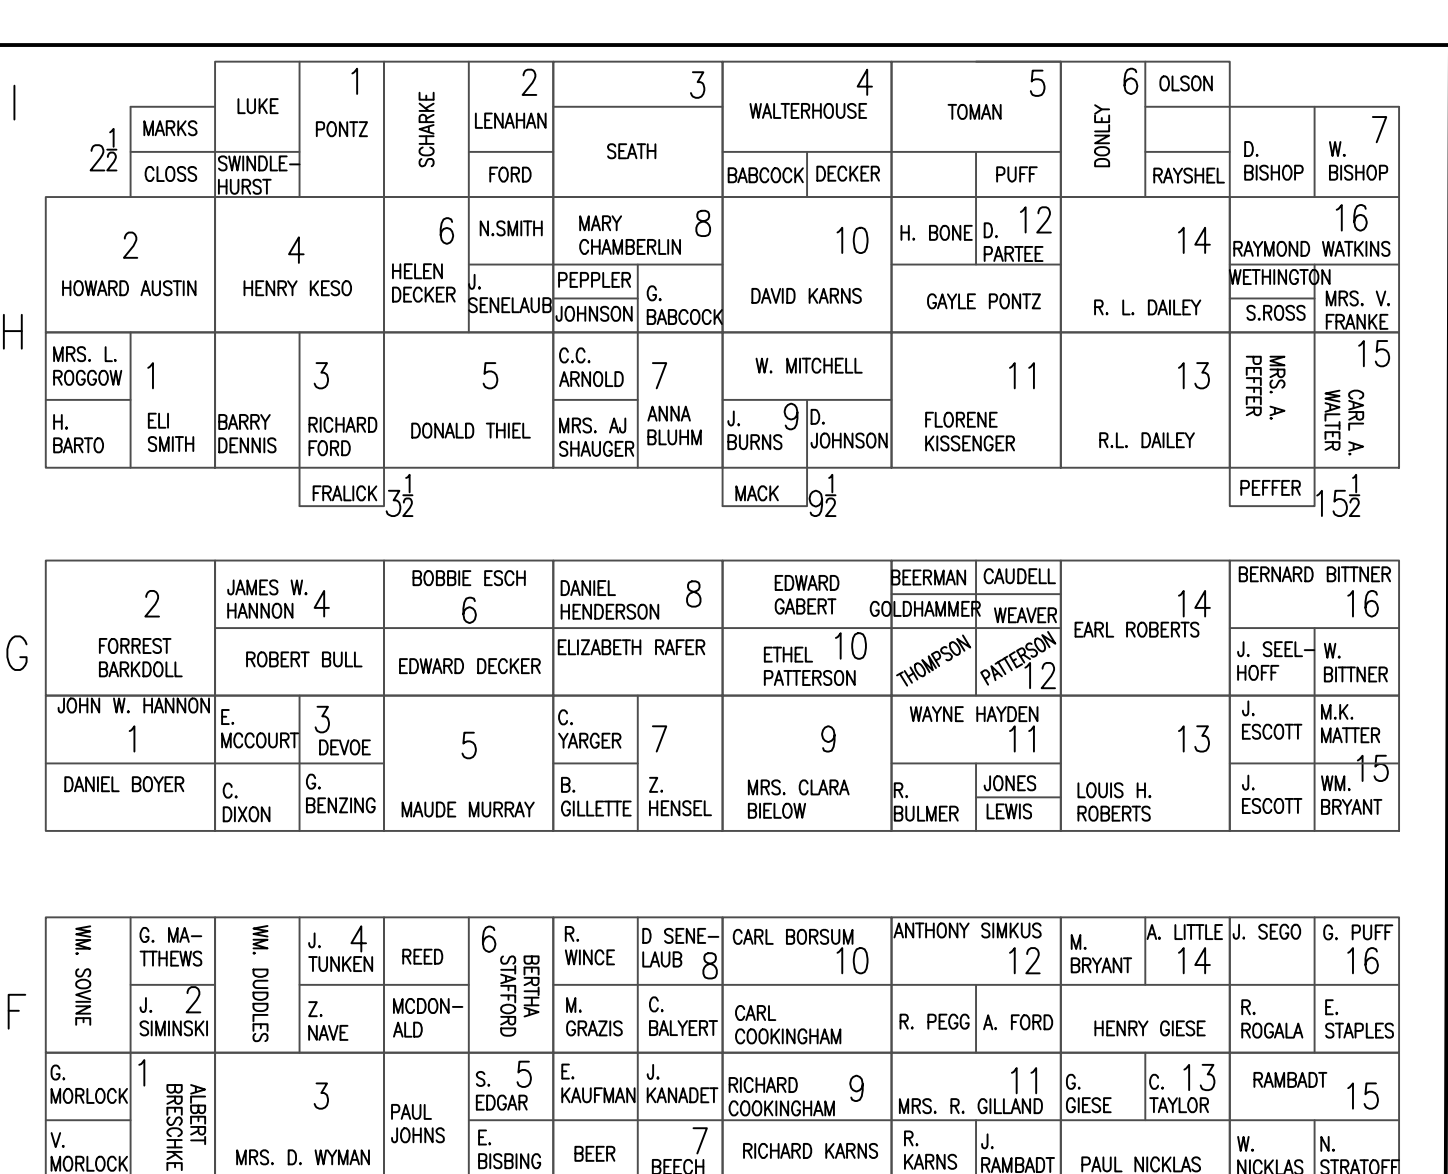 I
1
2
3
4
5
6
OLSON
LUKE
PONTZ
SCHARKE
LENAHAN
WALTERHOUSE
TOMAN
DONLEY
7
2 1/2
MARKS
SEATH
D.
BISHOP
W.
BISHOP
CLOSS
SWINDLE-
HURST
FORD
BABCOCK
DECKER
PUFF
RAYSHEL
H
2
HOWARD AUSTIN
4
HENRY KESO
6
HELEN
DECKER
N.SMITH
J.
SENELAUB
MARY
CHAMBERLIN
8
PEPPLER
JOHNSON
G.
BABCOCK
10
DAVID KARNS
H. BONE
D.
PARTEE
12
GAYLE PONTZ
14
R. L. DAILEY
16
RAYMOND WATKINS
WETHINGTON
S.ROSS
MRS. V.
FRANKE
MRS. L.
ROGGOW
H.
BARTO
1
ELI
SMITH
BARRY
DENNIS
3
RICHARD
FORD
5
DONALD THIEL
C.C.
ARNOLD
MRS. AJ
SHAUGER
7
ANNA
BLUHM
W. MITCHELL
J.
BURNS
9
D.
JOHNSON
11
FLORENE
KISSENGER
13
R.L. DAILEY
MRS. A.
PEFFER
15
CARL A.
WALTER
FRALICK
3 1/2
MACK
9 1/2
PEFFER
15 1/2
G
2
FORREST
BARKDOLL
JAMES W.
HANNON
4
ROBERT BULL
BOBBIE ESCH
6
EDWARD DECKER
DANIEL
HENDERSON
8
ELIZABETH RAFER
EDWARD
GABERT
ETHEL
PATTERSON
10
BEERMAN
CAUDELL
GOLDHAMMER
WEAVER
THOMPSON
PATTERSON
12
14
EARL ROBERTS
BERNARD BITTNER
16
J. SEEL-
HOFF
W.
BITTNER
JOHN W. HANNON
1
DANIEL BOYER
E.
MCCOURT
3
DEVOE
C.
DIXON
G.
BENZING
5
MAUDE MURRAY
C.
YARGER
7
B.
GILLETTE
Z.
HENSEL
9
MRS. CLARA
BIELOW
WAYNE HAYDEN
11
R.
BULMER
JONES
LEWIS
13
LOUIS H.
ROBERTS
J.
ESCOTT
M.K.
MATTER
15
J.
ESCOTT
WM.
BRYANT
F
WM. SOVINE
G. MA-
TTHEWS
J.
SIMINSKI
2
WM. DUDDLES
J.
TUNKEN
4
Z.
NAVE
REED
MCDON-
ALD
6
BERTHA
STAFFORD
R.
WINCE
D SENE-
LAUB
8
M.
GRAZIS
C.
BALYERT
CARL BORSUM
10
CARL
COOKINGHAM
ANTHONY SIMKUS
12
R. PEGG
A. FORD
M.
BRYANT
A. LITTLE
14
HENRY GIESE
J. SEGO
G. PUFF
16
R.
ROGALA
E.
STAPLES
G.
MORLOCK
V.
MORLOCK
1
ALBERT
BRESCHKE
3
MRS. D. WYMAN
PAUL
JOHNS
S.
EDGAR
5
E.
BISBING
E.
KAUFMAN
J.
KANADET
BEER
7
BEECH
RICHARD
COOKINGHAM
9
RICHARD KARNS
11
MRS. R. GILLAND
R.
KARNS
J.
RAMBADT
G.
GIESE
C.
TAYLOR
13
PAUL NICKLAS
RAMBADT
15
W.
NICKLAS
N.
STRATOFF